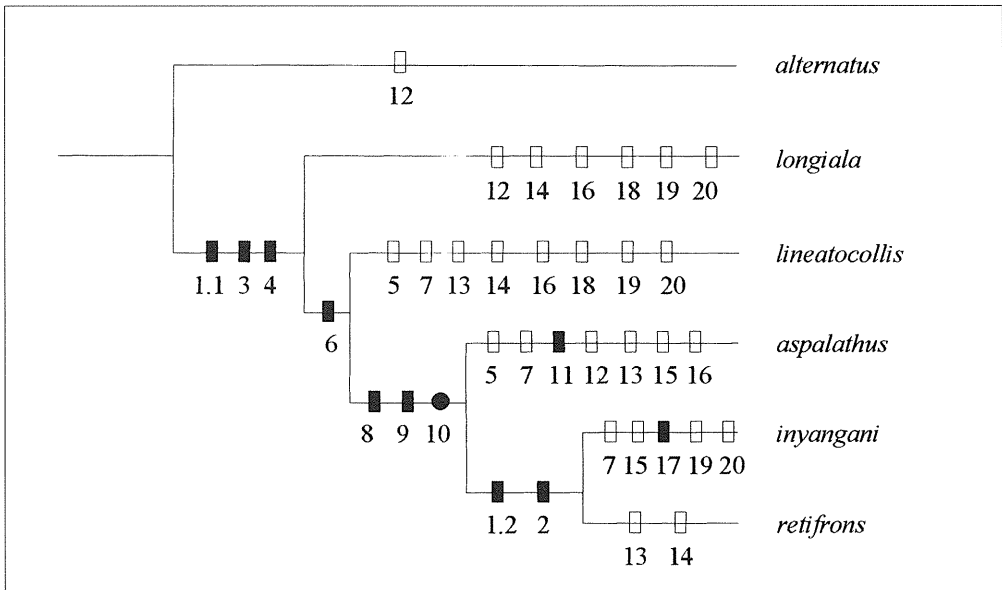 alternatus
12
longiala
12 14 16 18 19 20
lineatocollis
1.1 3 4
5 7 13 14 16 18 19 20
6
aspalathus
5 7 11 12 13 15 16
8 9 10
inyangani
7 15 17 19 20
1.2 2
retifrons
13 14